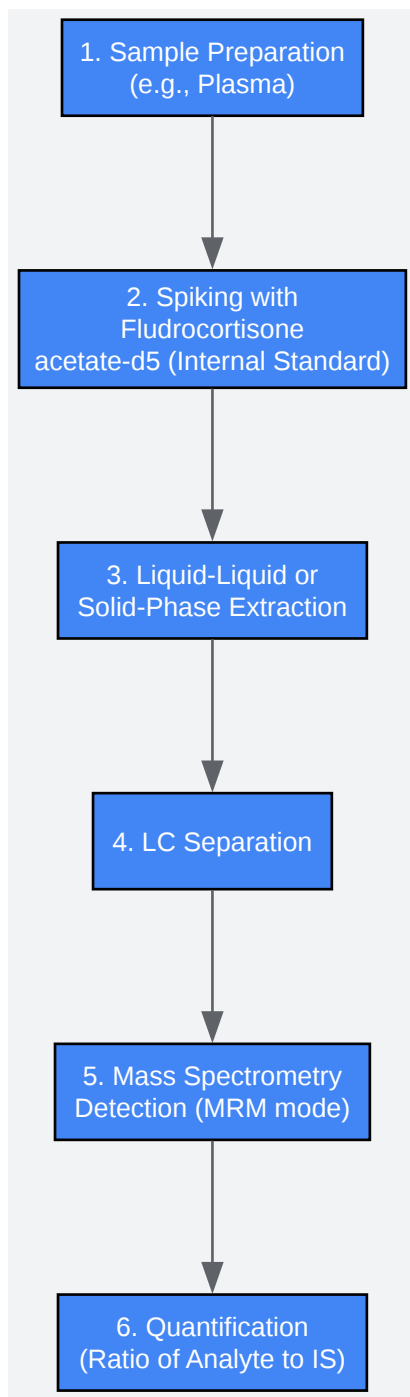 1. Sample Preparation
(e.g., Plasma)
2. Spiking with
Fludrocortisone
acetate-d5 (Internal Standard)
3. Liquid-Liquid or
Solid-Phase Extraction
4. LC Separation
5. Mass Spectrometry
Detection (MRM mode)
6. Quantification
(Ratio of Analyte to IS)